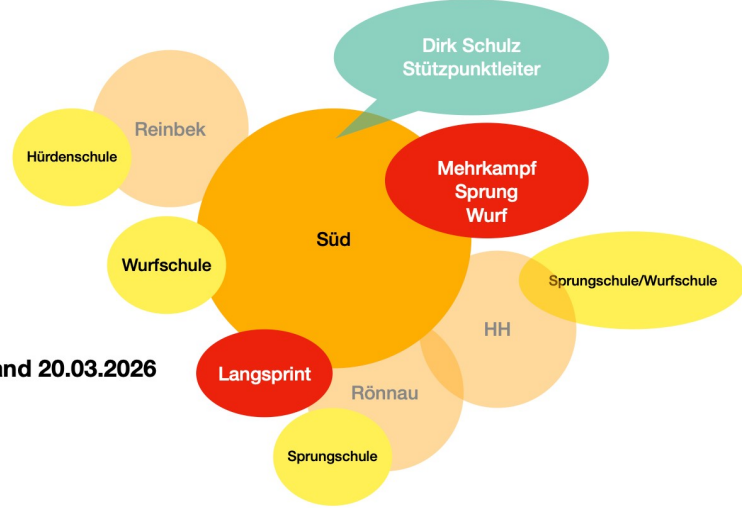 Dirk Schulz
Stützpunktleiter
Reinbek
Hürdenschule
Mehrkampf
Sprung
Wurf
Süd
Wurfschule
Sprungschule/Wurfschule
HH
20.03.2026
Langsprint
Rönnau
Sprungschule